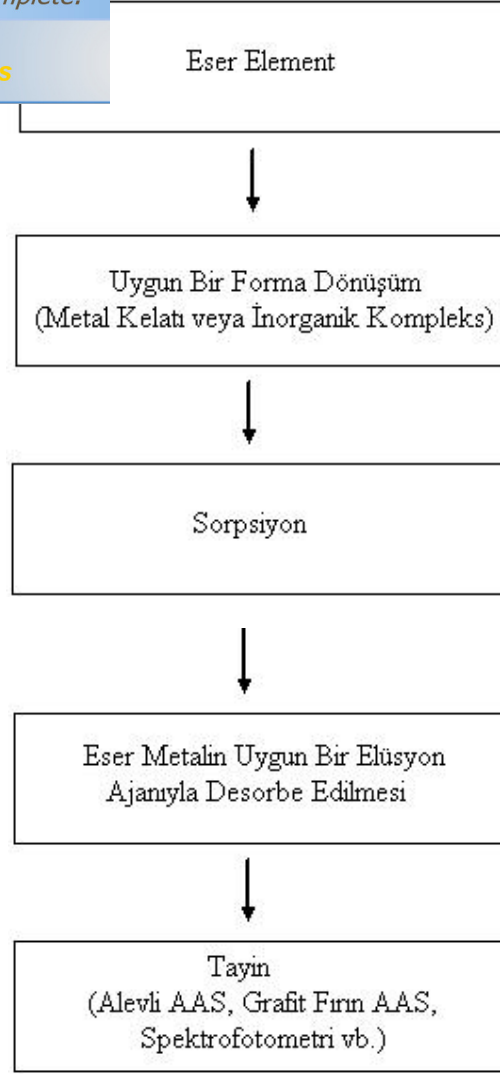 mplete.
s
Eser Element
Uygun Bir Forma Dönüşüm
(Metal Kelatı veya İnorganik Kompleks)
Sorpsiyon
Eser Metalin Uygun Bir Elüsyon
Ajanıyla Desorbe Edilmesi
Tayin
(Alevli AAS, Grafit Fırın AAS,
Spektrofotometri vb.)